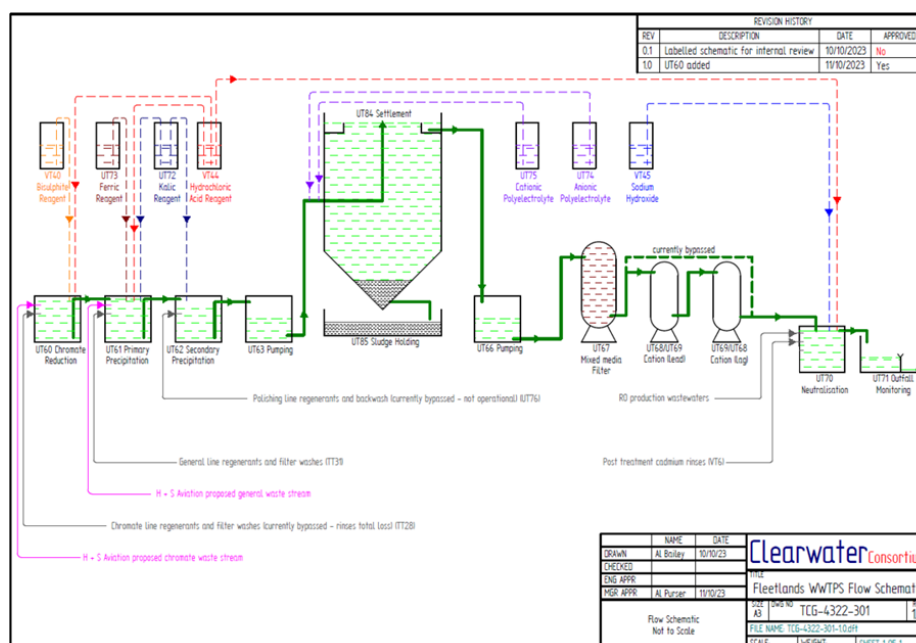 REVISION HISTORY
REV DESCRIPTION DATE APPROVED
0.1 Labelled schematic for internal review 10/10/2023 No
1.0 UT60 added 11/10/2023 Yes
UT84 Settlement
VT40
Bisulphite
Reagent
UT73
Ferric
Reagent
UT72
Kalic
Reagent
VT44
Hydrochloric
Acid Reagent
UT75
Cationic
Polyelectrolyte
UT74
Anionic
Polyelectrolyte
VT45
Sodium
Hydroxide
currently bypassed
UT60 Chromate
Reduction
UT61 Primary
Precipitation
UT62 Secondary
Precipitation
UT63 Pumping
UT85 Sludge Holding
UT66 Pumping
UT67
Mixed media
Filter
UT68/UT69
Cation (lead)
UT69/UT68
Cation (lag)
UT70
Neutralisation
UT71 Outfall
Monitoring
Polishing line regenerants and backwash (currently bypassed - not operational) (UT76)
RO production wastewaters
General line regenerants and filter washes (TT31)
Post treatment cadmium rinses (VT6)
H + S Aviation proposed general waste stream
Chromate line regenerants and filter washes (currently bypassed - rinses total loss) (TT28)
H + S Aviation proposed chromate waste stream
NAME DATE
DRAWN Al Bailey 10/10/23
CHECKED
ENG APPR
MGR APPR Al Purser 11/10/23
Flow Schematic
Not to Scale
Clearwater Consortiu
TITLE
Fleetlands WWTPS Flow Schemat
SIZE
A3
DWG NO
TCG-4322-301
FILE NAME: TCG-4322-301-1.0.dft
SCALE WEIGHT SHEET 1 OF 1